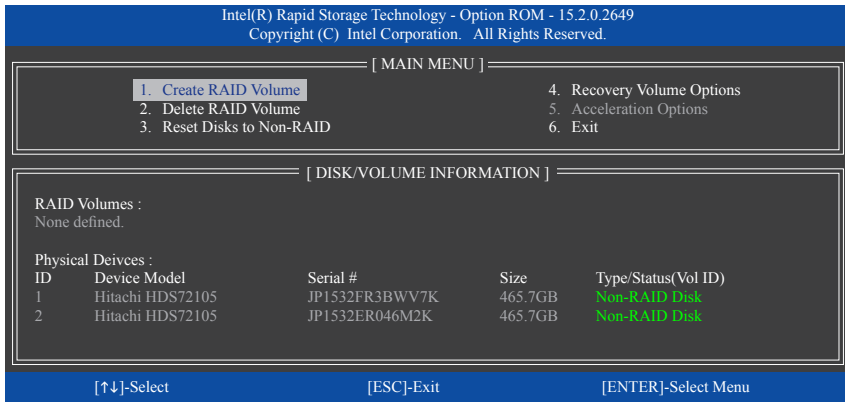 Intel(R) Rapid Storage Technology - Option ROM - 15.2.0.2649
Copyright (C) Intel Corporation. All Rights Reserved.
[ MAIN MENU ]
1. Create RAID Volume
2. Delete RAID Volume
3. Reset Disks to Non-RAID
4. Recovery Volume Options
5. Acceleration Options
6. Exit
[ DISK/VOLUME INFORMATION ]
RAID Volumes :
None defined.
Physical Deivces :
ID Device Model Serial # Size Type/Status(Vol ID)
1 Hitachi HDS72105 JP1532FR3BWV7K 465.7GB Non-RAID Disk
2 Hitachi HDS72105 JP1532ER046M2K 465.7GB Non-RAID Disk
[↑↓]-Select [ESC]-Exit [ENTER]-Select Menu